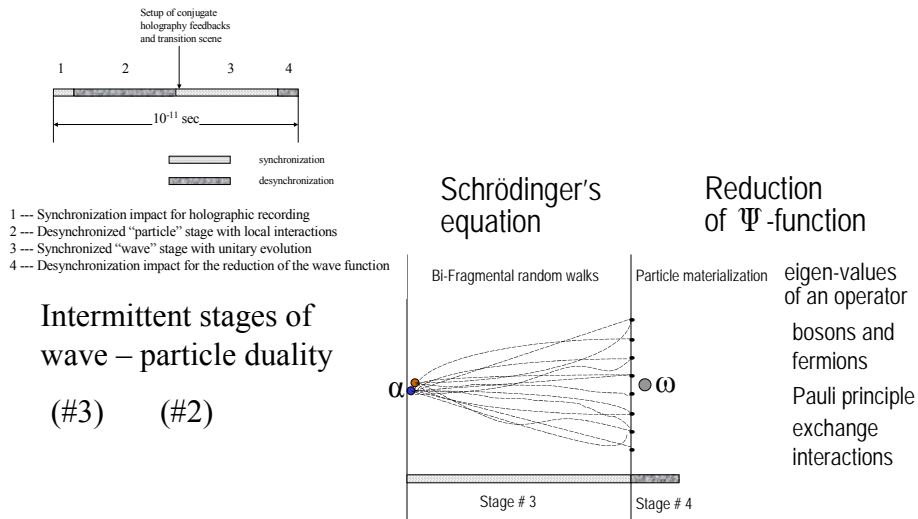 Setup of conjugate
holography feedbacks
and transition scene
1 2 3 4
10⁻¹¹ sec
synchronization
desynchronization
1 --- Synchronization impact for holographic recording
2 --- Desynchronized “particle” stage with local interactions
3 --- Synchronized “wave” stage with unitary evolution
4 --- Desynchronization impact for the reduction of the wave function
Intermittent stages of
wave – particle duality
(#3) (#2)
Schrödinger’s
equation
Reduction
of Ψ -function
Bi-Fragmental random walks
Particle materialization
α
ω
Stage # 3
Stage # 4
eigen-values
of an operator
bosons and
fermions
Pauli principle
exchange
interactions